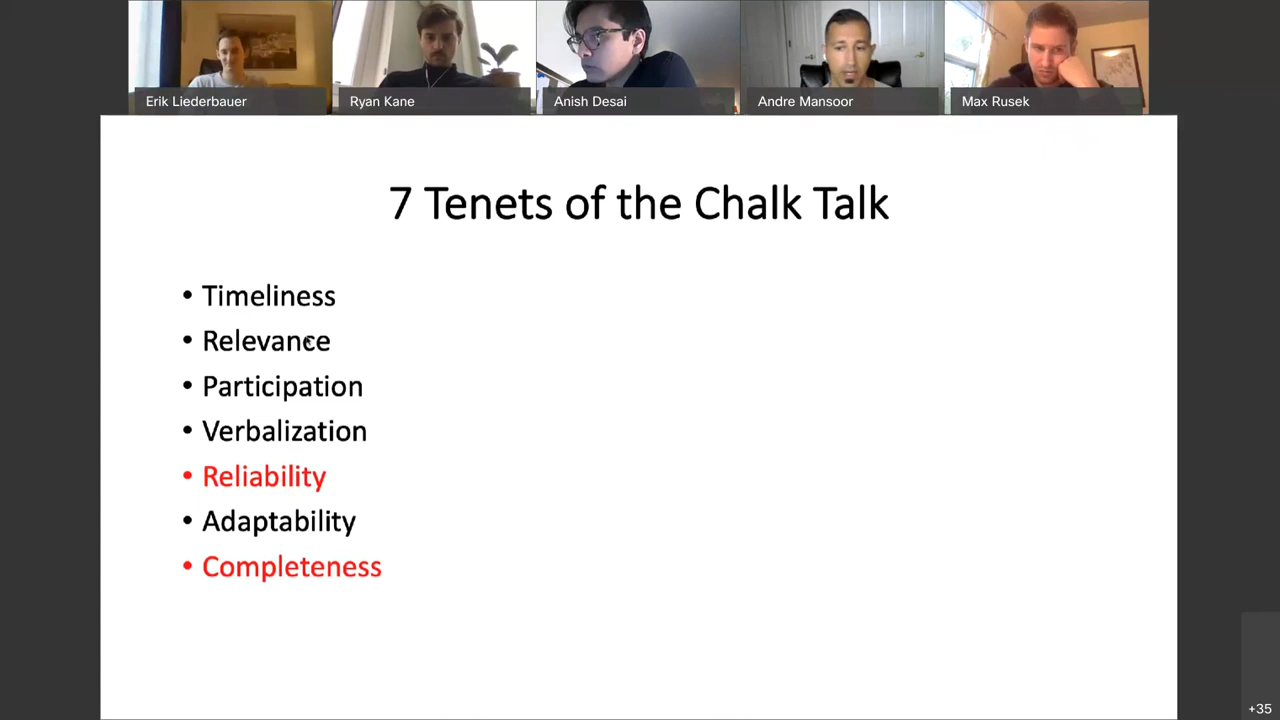 Erik Liederbauer
Ryan Kane
Anish Desai
Andre Mansoor
Max Rusek
7 Tenets of the Chalk Talk
• Timeliness
• Relevance
• Participation
• Verbalization
• Reliability
• Adaptability
• Completeness
+35